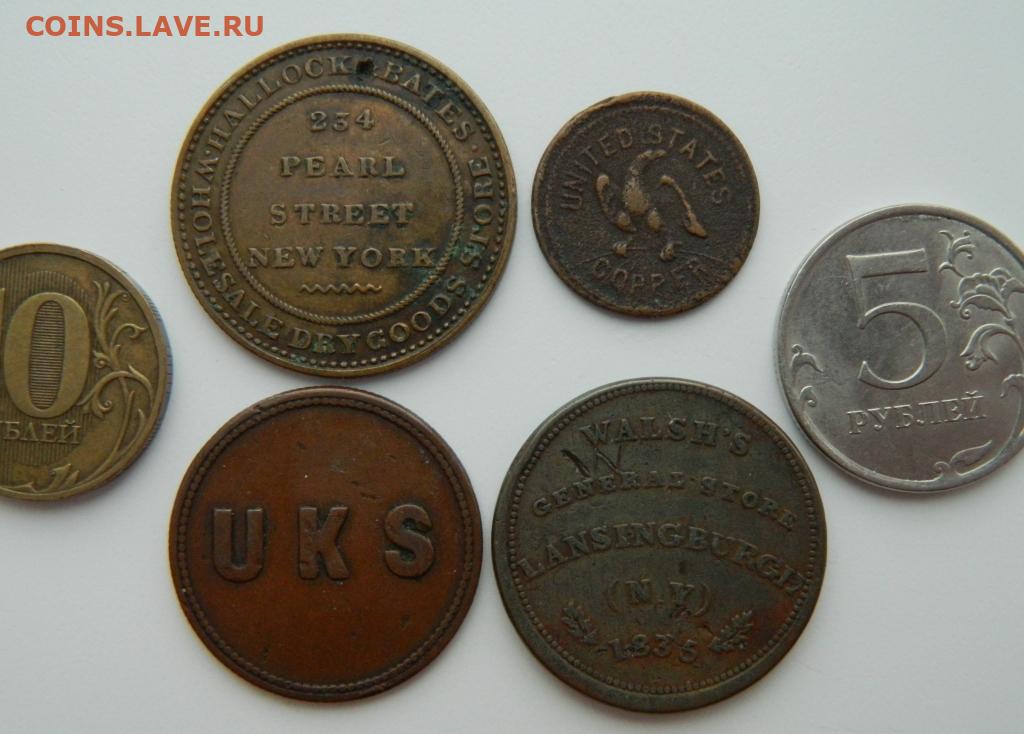 COINS.LAVE.RU
HALLOCK & BATES
WHOLESALE DRY GOODS STORE
234
PEARL
STREET
NEW YORK
UNITED STATES
COPPER
5
РУБЛЕЙ
UKS
WALSH'S
GENERAL STORE
LANSINGBURGH
(N.Y)
1835